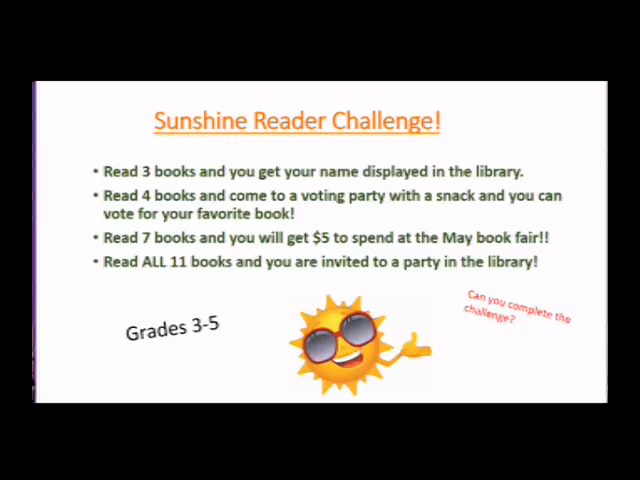 Sunshine Reader Challenge!
• Read 3 books and you get your name displayed in the library.
• Read 4 books and come to a voting party with a snack and you can
vote for your favorite book!
• Read 7 books and you will get $5 to spend at the May book fair!!
• Read ALL 11 books and you are invited to a party in the library!
Can you complete the
challenge?
Grades 3-5